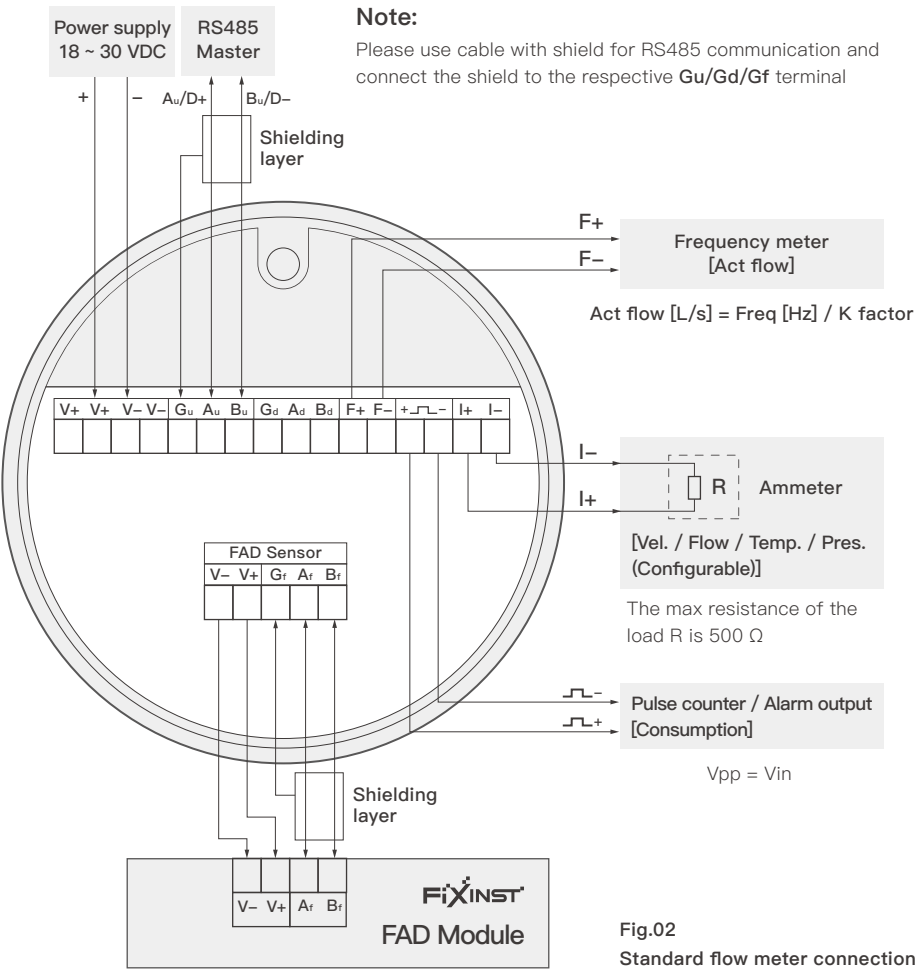 Power supply
18 ~ 30 VDC
RS485
Master
Note:
Please use cable with shield for RS485 communication and
connect the shield to the respective Gu/Gd/Gf terminal
+
−
Au/D+
Bu/D−
Shielding
layer
F+
F−
Frequency meter
[Act flow]
Act flow [L/s] = Freq [Hz] / K factor
V+ V+ V− V− Gu Au Bu Gd Ad Bd F+ F− + − I+ I−
I−
I+
R
Ammeter
[Vel. / Flow / Temp. / Pres.
(Configurable)]
The max resistance of the
load R is 500 Ω
FAD Sensor
V− V+ Gf Af Bf
−
+
Pulse counter / Alarm output
[Consumption]
Vpp = Vin
Shielding
layer
V− V+ Af Bf
FiXINST
FAD Module
Fig.02
Standard flow meter connection